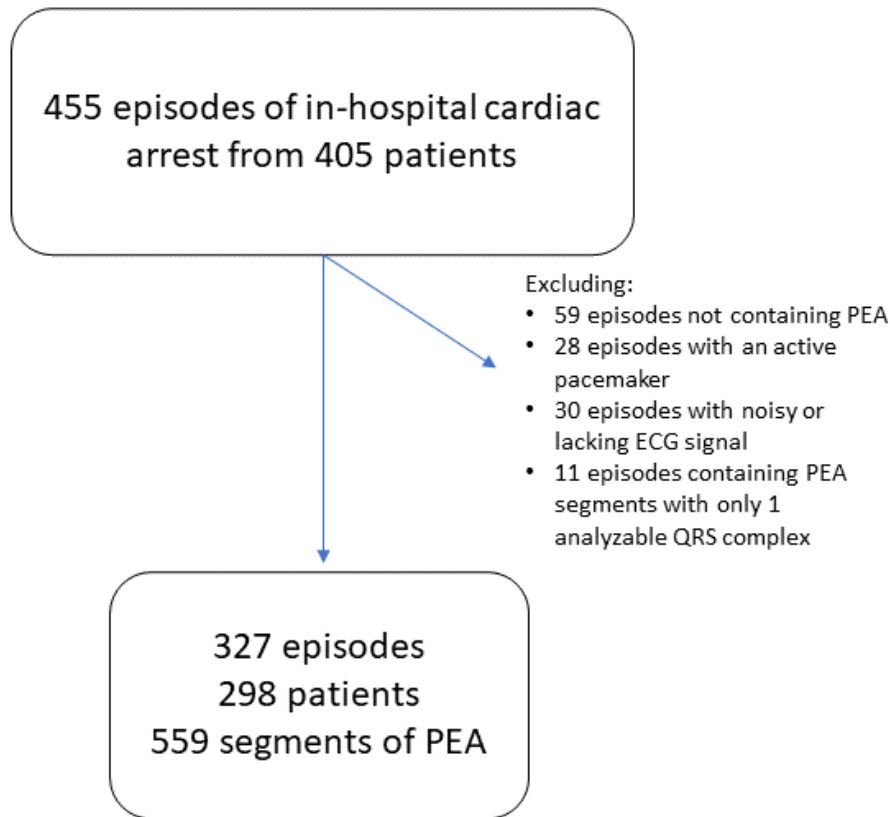 455 episodes of in-hospital cardiac
arrest from 405 patients
Excluding:
• 59 episodes not containing PEA
• 28 episodes with an active
pacemaker
• 30 episodes with noisy or
lacking ECG signal
• 11 episodes containing PEA
segments with only 1
analyzable QRS complex
327 episodes
298 patients
559 segments of PEA